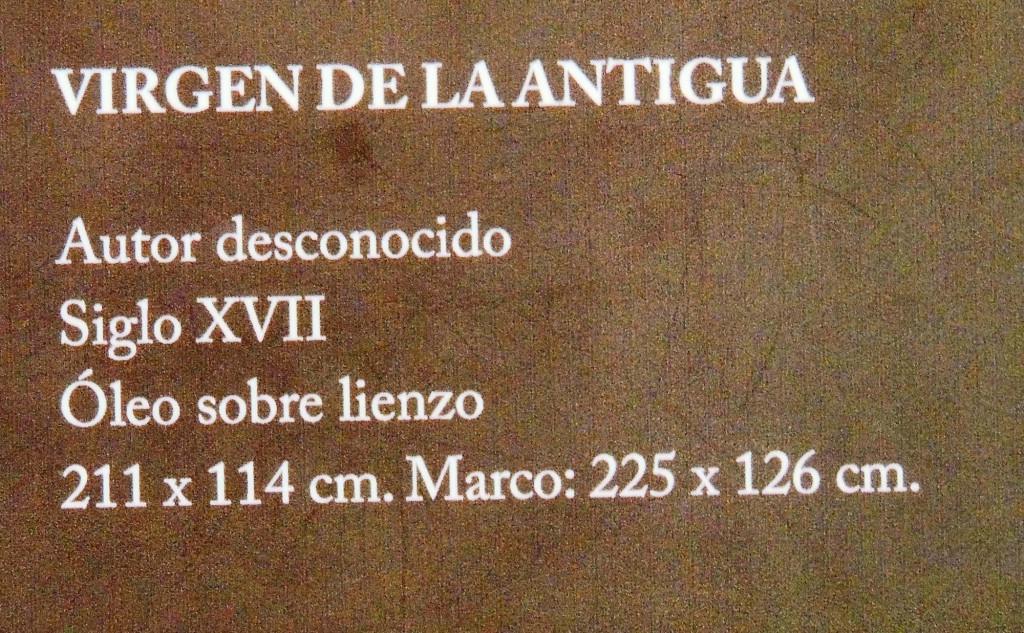 VIRGEN DE LA ANTIGUA
Autor desconocido
Siglo XVII
Óleo sobre lienzo
211 x 114 cm. Marco: 225 x 126 cm.